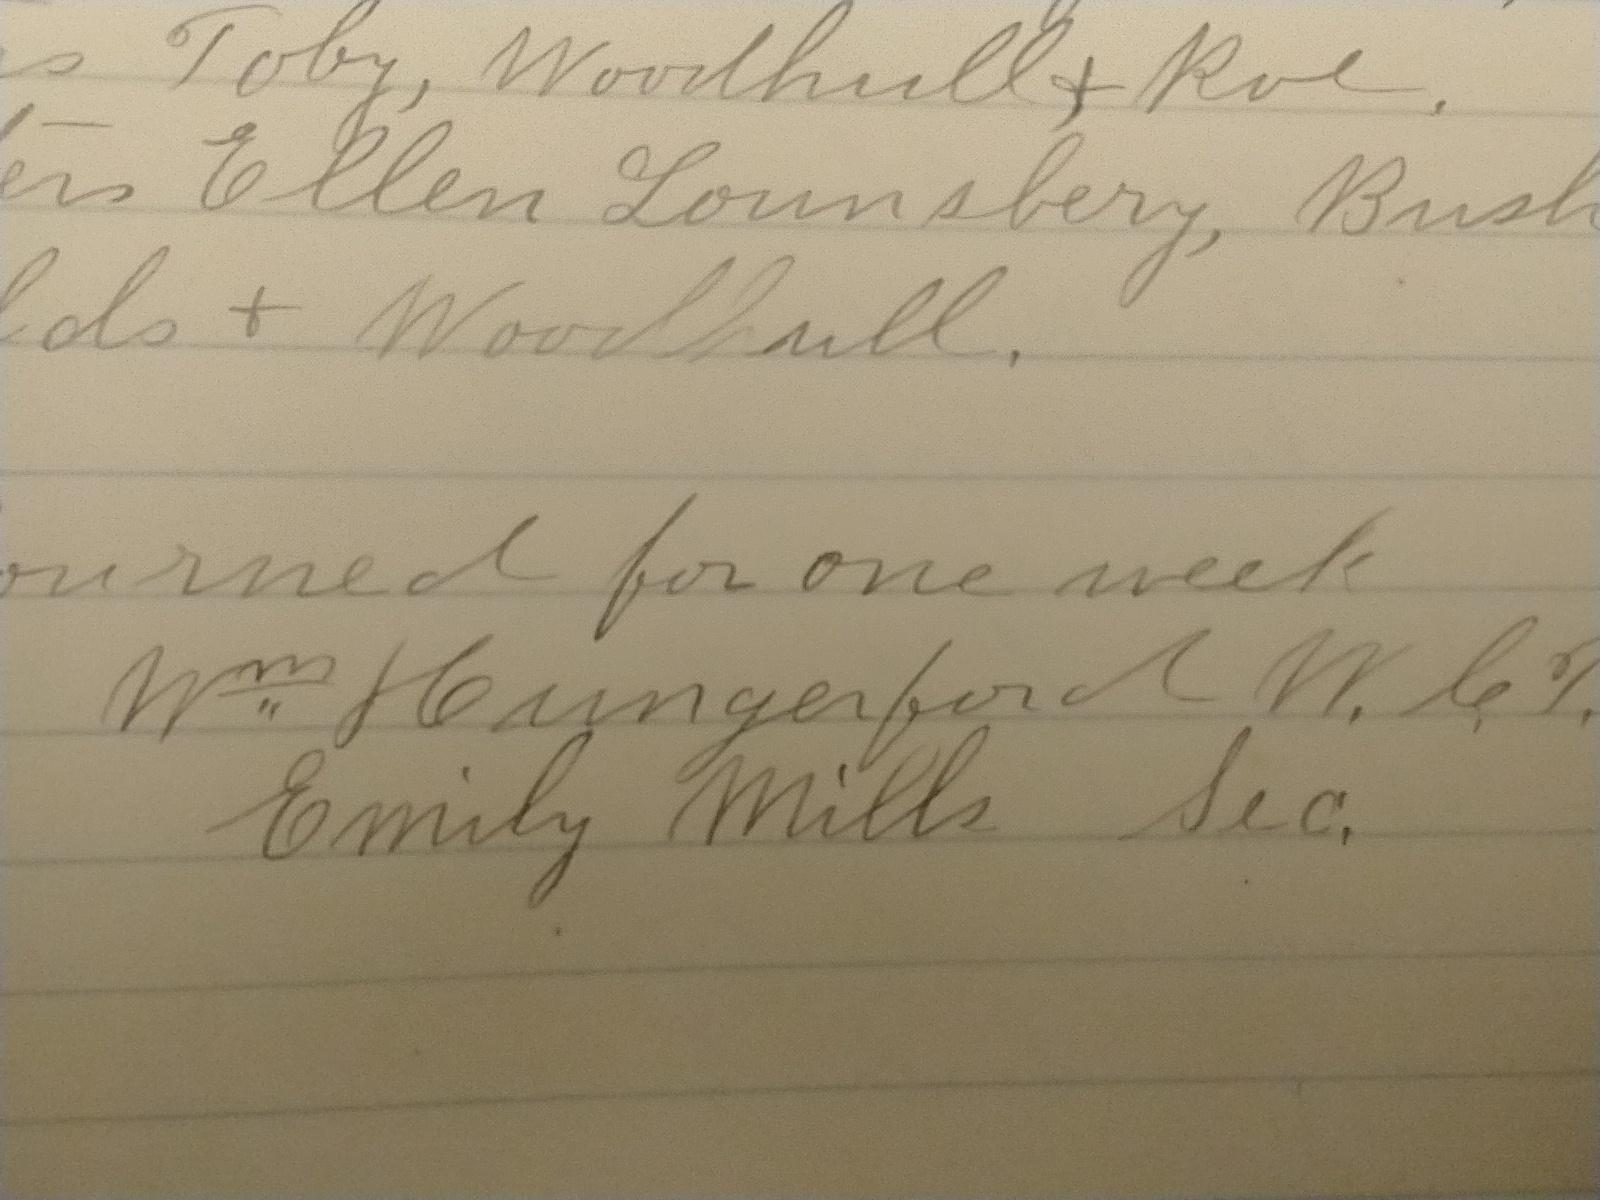 s Toby, Woodhull + Roe.
ers Ellen Lounsbery, Bush
lds + Woodhull.
ourned for one week
Wm Hungerford W. C. T.
Emily Mills Sec.